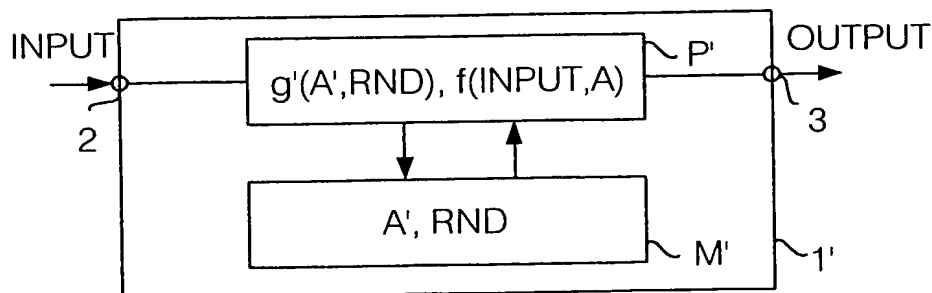 INPUT
OUTPUT
P'
g'(A',RND), f(INPUT,A)
2
3
A', RND
M'
1'